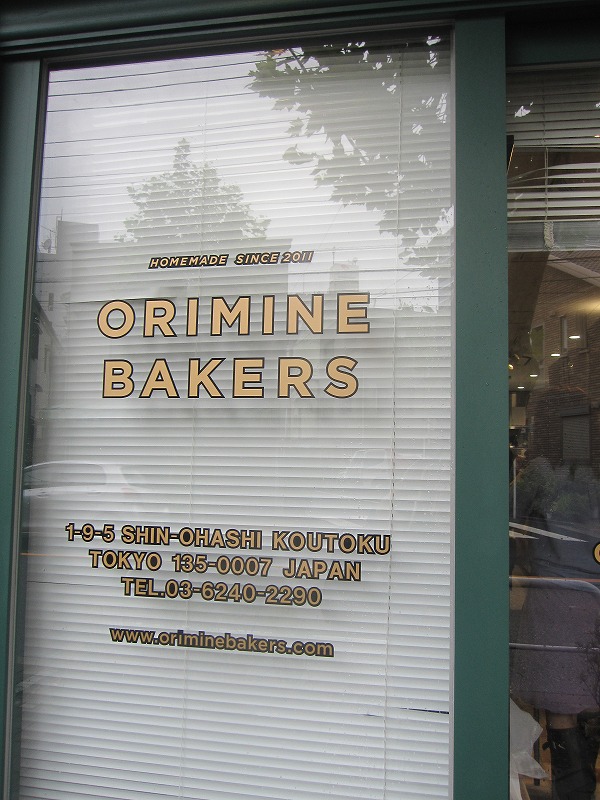 HOMEMADE SINCE 2011
ORIMINE
BAKERS
1-9-5 SHIN-OHASHI KOUTOKU
TOKYO 135-0007 JAPAN
TEL.03-6240-2290
www.oriminebakers.com